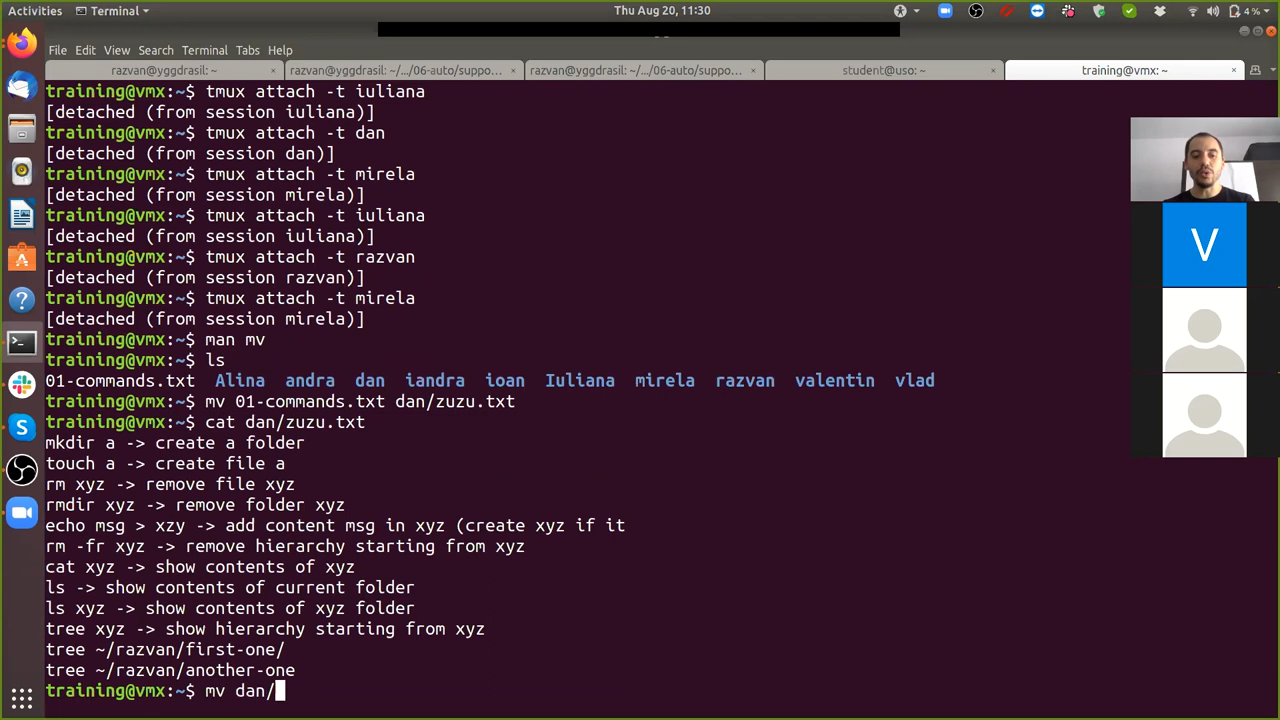 Activities Terminal Thu Aug 20, 11:30 4 %
File Edit View Search Terminal Tabs Help
razvan@yggdrasil: ~ × razvan@yggdrasil: ~/.../06-auto/suppo... × razvan@yggdrasil: ~/.../06-auto/suppo... × student@uso: ~ × training@vmx: ~ ×
training@vmx:~$ tmux attach -t iuliana
[detached (from session iuliana)]
training@vmx:~$ tmux attach -t dan
[detached (from session dan)]
training@vmx:~$ tmux attach -t mirela
[detached (from session mirela)]
training@vmx:~$ tmux attach -t iuliana
[detached (from session iuliana)]
training@vmx:~$ tmux attach -t razvan
[detached (from session razvan)]
training@vmx:~$ tmux attach -t mirela
[detached (from session mirela)]
training@vmx:~$ man mv
training@vmx:~$ ls
01-commands.txt Alina andra dan iandra ioan Iuliana mirela razvan valentin vlad
training@vmx:~$ mv 01-commands.txt dan/zuzu.txt
training@vmx:~$ cat dan/zuzu.txt
mkdir a -> create a folder
touch a -> create file a
rm xyz -> remove file xyz
rmdir xyz -> remove folder xyz
echo msg > xzy -> add content msg in xyz (create xyz if it
rm -fr xyz -> remove hierarchy starting from xyz
cat xyz -> show contents of xyz
ls -> show contents of current folder
ls xyz -> show contents of xyz folder
tree xyz -> show hierarchy starting from xyz
tree ~/razvan/first-one/
tree ~/razvan/another-one
training@vmx:~$ mv dan/
V